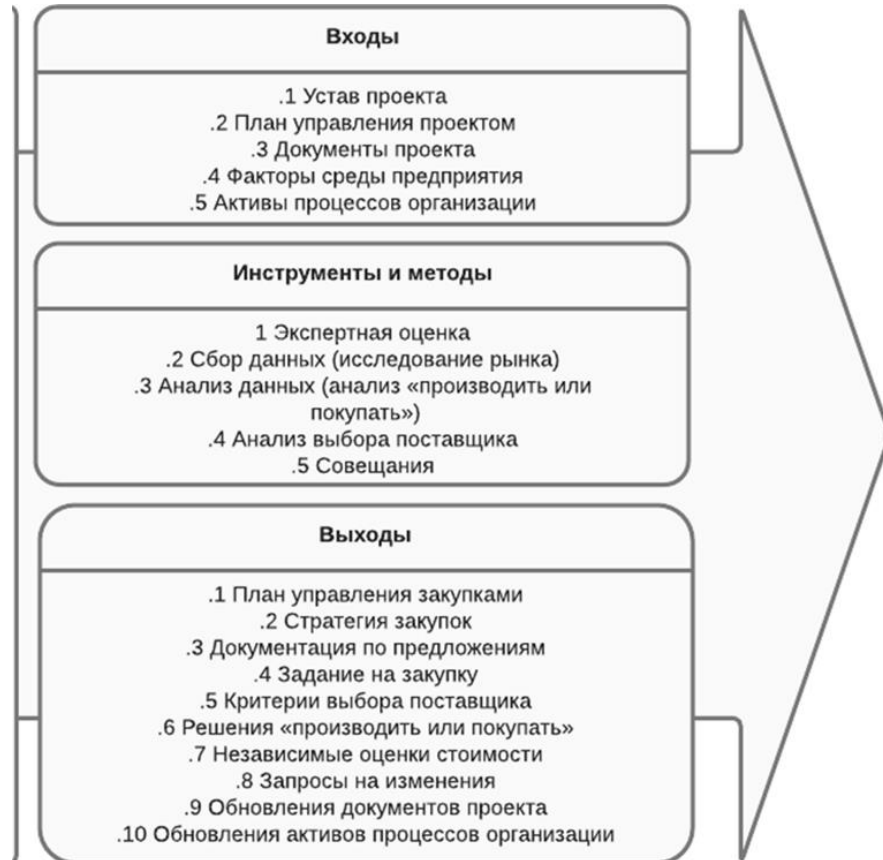 Входы
.1 Устав проекта
.2 План управления проектом
.3 Документы проекта
.4 Факторы среды предприятия
.5 Активы процессов организации
Инструменты и методы
1 Экспертная оценка
.2 Сбор данных (исследование рынка)
.3 Анализ данных (анализ «производить или
покупать»)
.4 Анализ выбора поставщика
.5 Совещания
Выходы
.1 План управления закупками
.2 Стратегия закупок
.3 Документация по предложениям
.4 Задание на закупку
.5 Критерии выбора поставщика
.6 Решения «производить или покупать»
.7 Независимые оценки стоимости
.8 Запросы на изменения
.9 Обновления документов проекта
.10 Обновления активов процессов организации